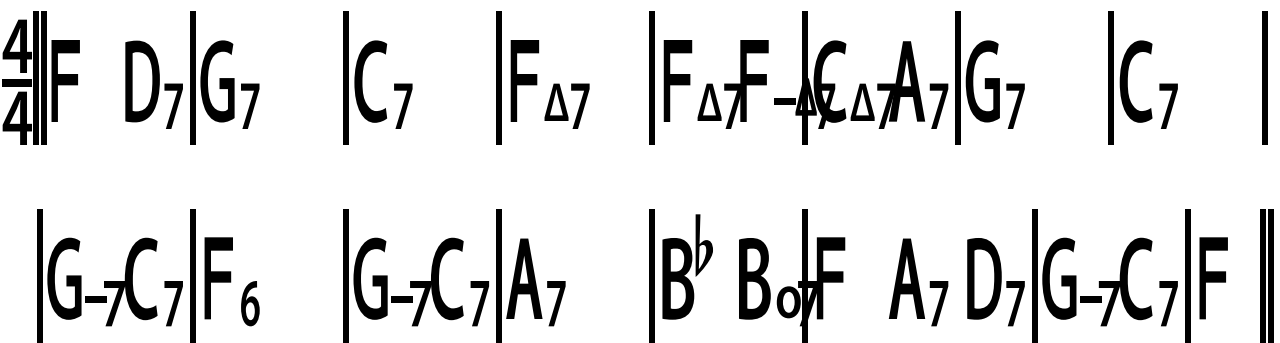 4/4 ‖F D7|G7 |C7 |FΔ7 |FΔ7 F-Δ7|CΔ7 A7|G7 |C7 |
|G-7 C7|F6 |G-7 C7|A7 |B♭ Bo7|F A7 D7|G-7 C7|F ‖